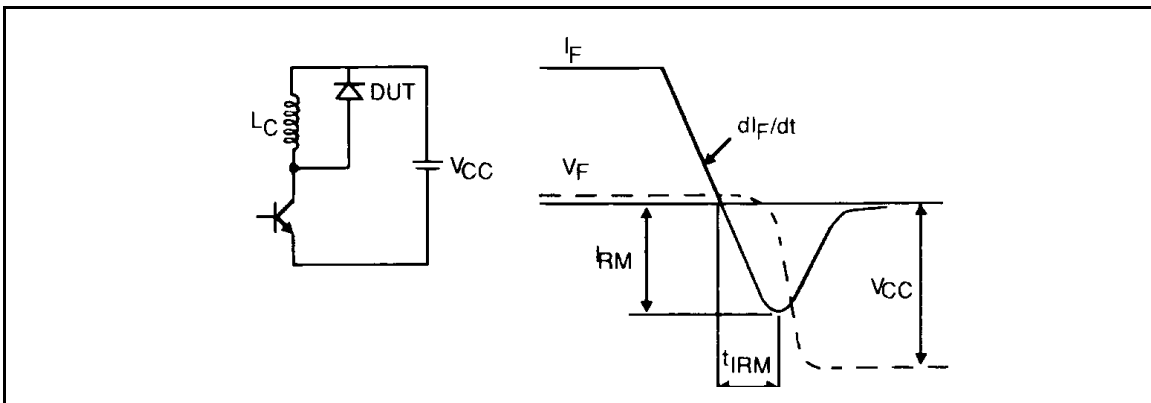 DUT
LC
VCC
IF
dIF/dt
VF
IRM
VCC
tIRM